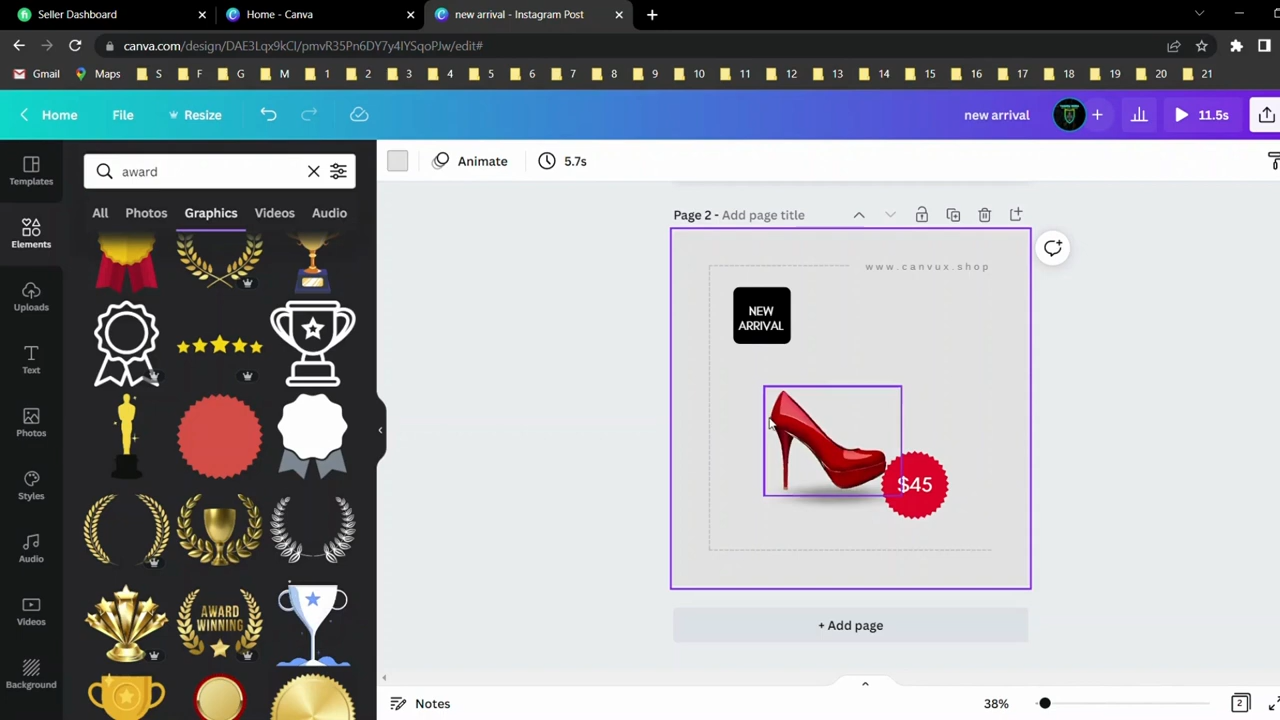 Seller Dashboard
Home - Canva
new arrival - Instagram Post
canva.com/design/DAE3Lqx9kCI/pmvR35Pn6DY7y4IYSqoPJw/edit#
Gmail
Maps
S
F
G
M
1
2
3
4
5
6
7
8
9
10
11
12
13
14
15
16
17
18
19
20
21
Home
File
Resize
new arrival
11.5s
Templates
Elements
Uploads
Text
Photos
Styles
Audio
Videos
Background
award
All
Photos
Graphics
Videos
Audio
AWARD
WINNING
Animate
5.7s
Page 2 - Add page title
www.canvux.shop
NEW
ARRIVAL
$45
+ Add page
Notes
38%
2